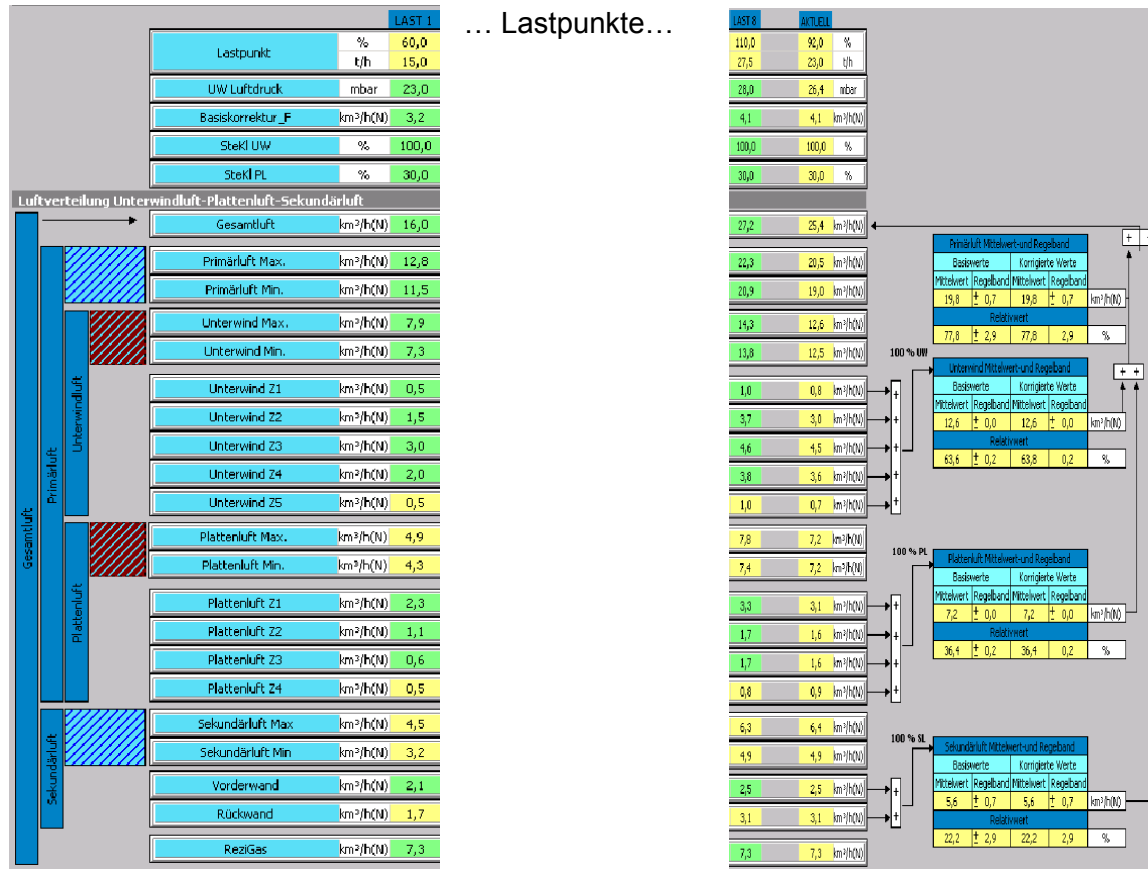 LAST 1 … Lastpunkte… LAST 8 AKTUELL
Lastpunkt % 60,0 110,0 92,0 %
t/h 15,0 27,5 23,0 t/h
UW Luftdruck mbar 23,0 28,0 26,4 mbar
Basiskorrektur_F km³/h(N) 3,2 4,1 4,1 km³/h(N)
SteKl UW % 100,0 100,0 100,0 %
SteKl PL % 30,0 30,0 30,0 %
Luftverteilung Unterwindluft-Plattenluft-Sekundärluft
Gesamtluft km³/h(N) 16,0 27,2 25,4 km³/h(N)
Primärluft Max. km³/h(N) 12,8 22,3 20,5 km³/h(N)
Primärluft Min. km³/h(N) 11,5 20,9 19,0 km³/h(N)
Unterwind Max. km³/h(N) 7,9 14,3 12,6 km³/h(N)
Unterwind Min. km³/h(N) 7,3 13,8 12,5 km³/h(N)
Unterwind Z1 km³/h(N) 0,5 1,0 0,8 km³/h(N) +
Unterwind Z2 km³/h(N) 1,5 3,7 3,0 km³/h(N) +
Unterwind Z3 km³/h(N) 3,0 4,6 4,5 km³/h(N) +
Unterwind Z4 km³/h(N) 2,0 3,8 3,6 km³/h(N) +
Unterwind Z5 km³/h(N) 0,5 1,0 0,7 km³/h(N) +
Plattenluft Max. km³/h(N) 4,9 7,8 7,2 km³/h(N)
Plattenluft Min. km³/h(N) 4,3 7,4 7,2 km³/h(N)
Plattenluft Z1 km³/h(N) 2,3 3,3 3,1 km³/h(N) +
Plattenluft Z2 km³/h(N) 1,1 1,7 1,6 km³/h(N) +
Plattenluft Z3 km³/h(N) 0,6 1,7 1,6 km³/h(N) +
Plattenluft Z4 km³/h(N) 0,5 0,8 0,9 km³/h(N) +
Sekundärluft Max km³/h(N) 4,5 6,3 6,4 km³/h(N)
Sekundärluft Min km³/h(N) 3,2 4,9 4,9 km³/h(N)
Vorderwand km³/h(N) 2,1 2,5 2,5 km³/h(N) +
Rückwand km³/h(N) 1,7 3,1 3,1 km³/h(N) +
ReziGas km³/h(N) 7,3 7,3 7,3 km³/h(N)
Gesamtluft
Primärluft
Unterwindluft
Plattenluft
Sekundärluft
+
Primärluft Mittelwert-und Regelband
Basiswerte Korrigierte Werte
Mittelwert Regelband Mittelwert Regelband
19,8 ± 0,7 19,8 ± 0,7 km³/h(N)
Relativwert
77,8 ± 2,9 77,8 2,9 %
100 % UW
+ +
Unterwind Mittelwert-und Regelband
Basiswerte Korrigierte Werte
Mittelwert Regelband Mittelwert Regelband
12,6 ± 0,0 12,6 ± 0,0 km³/h(N)
Relativwert
63,6 ± 0,2 63,8 0,2 %
100 % PL
Plattenluft Mittelwert-und Regelband
Basiswerte Korrigierte Werte
Mittelwert Regelband Mittelwert Regelband
7,2 ± 0,0 7,2 ± 0,0 km³/h(N)
Relativwert
36,4 ± 0,2 36,4 0,2 %
100 % SL
Sekundärluft Mittelwert-und Regelband
Basiswerte Korrigierte Werte
Mittelwert Regelband Mittelwert Regelband
5,6 ± 0,7 5,6 ± 0,7 km³/h(N)
Relativwert
22,2 ± 2,9 22,2 2,9 %